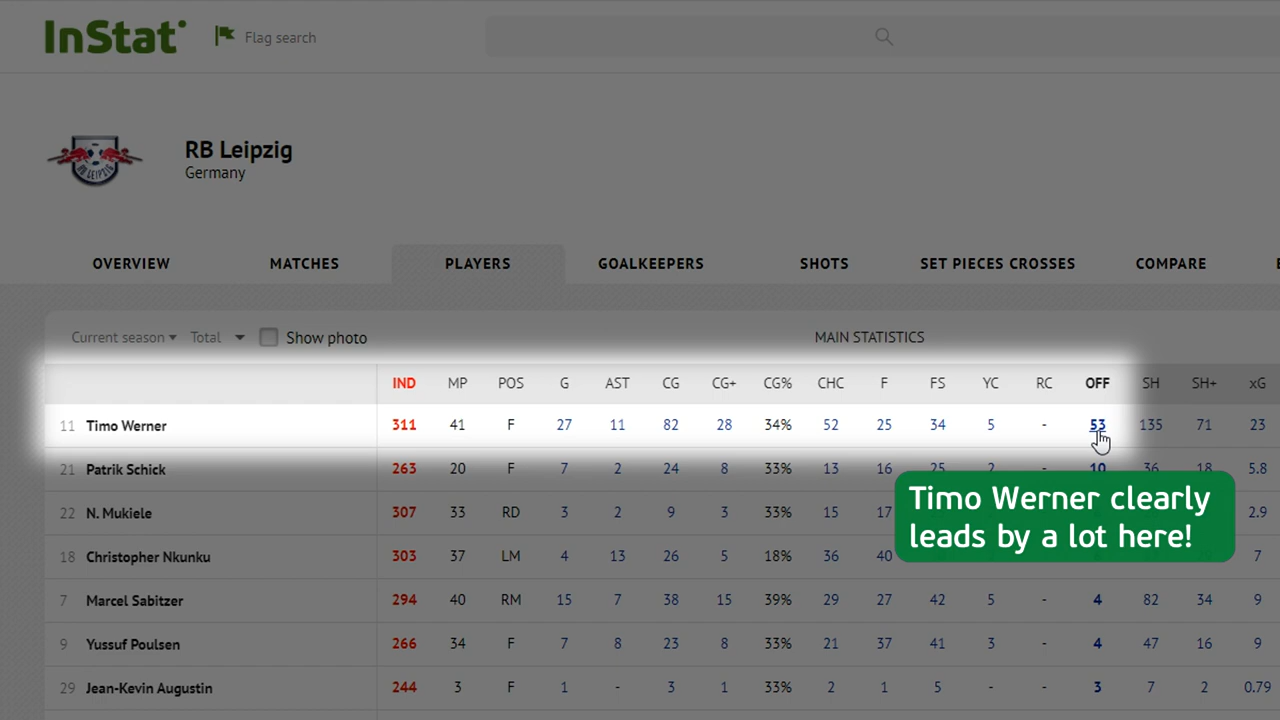 InStat Flag search
RB Leipzig
Germany
OVERVIEW MATCHES PLAYERS GOALKEEPERS SHOTS SET PIECES CROSSES COMPARE
Current season Total Show photo MAIN STATISTICS
IND MP POS G AST CG CG+ CG% CHC F FS YC RC OFF SH SH+ xG
11 Timo Werner 311 41 F 27 11 82 28 34% 52 25 34 5 - 53 135 71 23
21 Patrik Schick 263 20 F 7 2 24 8 33% 13 16 25 2 - 10 36 18 5.8
22 N. Mukiele 307 33 RD 3 2 9 3 33% 15 17 2.9
18 Christopher Nkunku 303 37 LM 4 13 26 5 18% 36 40 7
7 Marcel Sabitzer 294 40 RM 15 7 38 15 39% 29 27 42 5 - 4 82 34 9
9 Yussuf Poulsen 266 34 F 7 8 23 8 33% 21 37 41 3 - 4 47 16 9
29 Jean-Kevin Augustin 244 3 F 1 - 3 1 33% 2 1 5 - - 3 7 2 0.79
Timo Werner clearly
leads by a lot here!